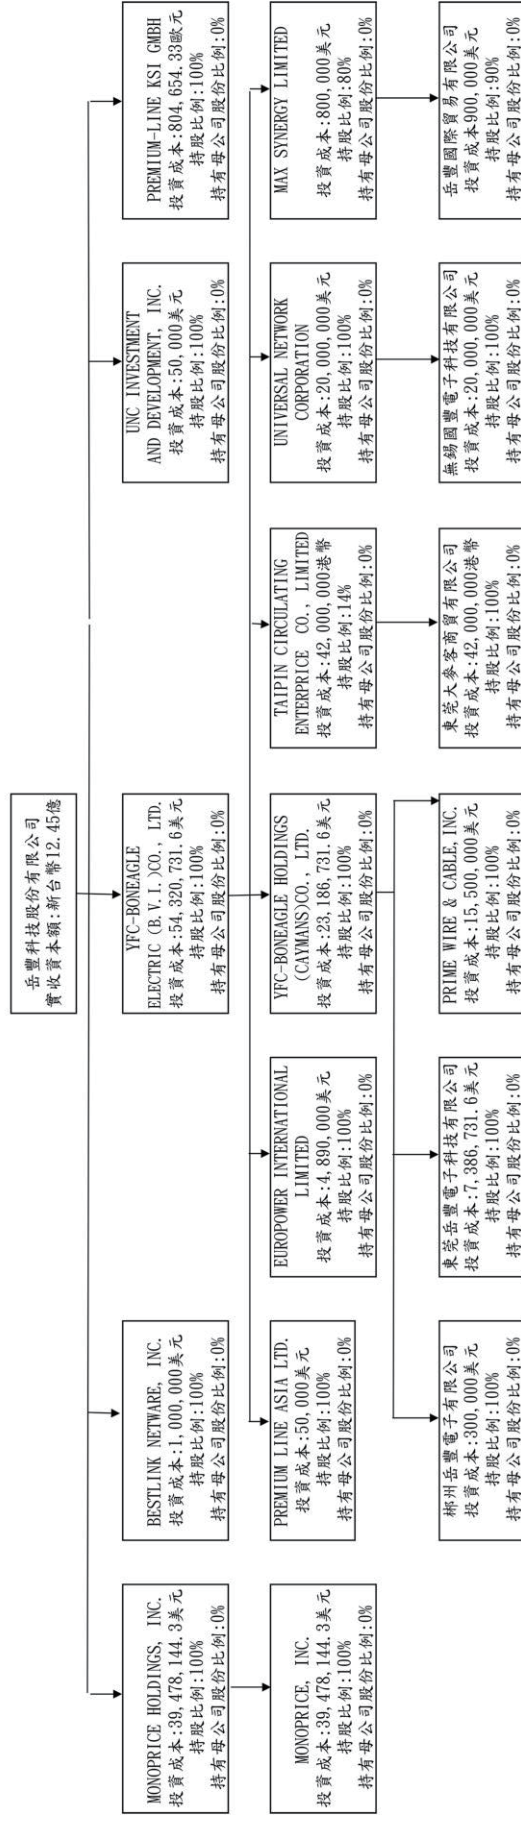 岳豐科技股份有限公司
實收資本額:新台幣12.45億
MONOPRICE HOLDINGS, INC.
投資成本:39,478,144.3美元
持股比例:100%
持有母公司股份比例:0%
BESTLINK NETWARE, INC.
投資成本:1,000,000美元
持股比例:100%
持有母公司股份比例:0%
YFC-BONEAGLE
ELECTRIC (B.V.I.)CO., LTD.
投資成本:54,320,731.6美元
持股比例:100%
持有母公司股份比例:0%
UNC INVESTMENT
AND DEVELOPMENT, INC.
投資成本:50,000美元
持股比例:100%
持有母公司股份比例:0%
PREMIUM-LINE KSI GMBH
投資成本:804,654.33歐元
持股比例:100%
持有母公司股份比例:0%
MONOPRICE, INC.
投資成本:39,478,144.3美元
持股比例:100%
持有母公司股份比例:0%
PREMIUM LINE ASIA LTD.
投資成本:50,000美元
持股比例:100%
持有母公司股份比例:0%
EUROPOWER INTERNATIONAL
LIMITED
投資成本:4,890,000美元
持股比例:100%
持有母公司股份比例:0%
YFC-BONEAGLE HOLDINGS
(CAYMANS)CO., LTD.
投資成本:23,186,731.6美元
持股比例:100%
持有母公司股份比例:0%
TAIPIN CIRCULATING
ENTERPRICE CO., LIMITED
投資成本:42,000,000港幣
持股比例:14%
持有母公司股份比例:0%
UNIVERSAL NETWORK
CORPORATION
投資成本:20,000,000美元
持股比例:100%
持有母公司股份比例:0%
MAX SYNERGY LIMITED
投資成本:800,000美元
持股比例:80%
持有母公司股份比例:0%
郴州岳豐電子有限公司
投資成本:300,000美元
持股比例:100%
持有母公司股份比例:0%
東莞岳豐電子科技有限公司
投資成本:7,386,731.6美元
持股比例:100%
持有母公司股份比例:0%
PRIME WIRE & CABLE, INC.
投資成本:15,500,000美元
持股比例:100%
持有母公司股份比例:0%
東莞大麥客商貿有限公司
投資成本:42,000,000港幣
持股比例:100%
持有母公司股份比例:0%
無錫國豐電子科技有限公司
投資成本:20,000,000美元
持股比例:100%
持有母公司股份比例:0%
岳豐國際貿易有限公司
投資成本900,000美元
持股比例:90%
持有母公司股份比例:0%